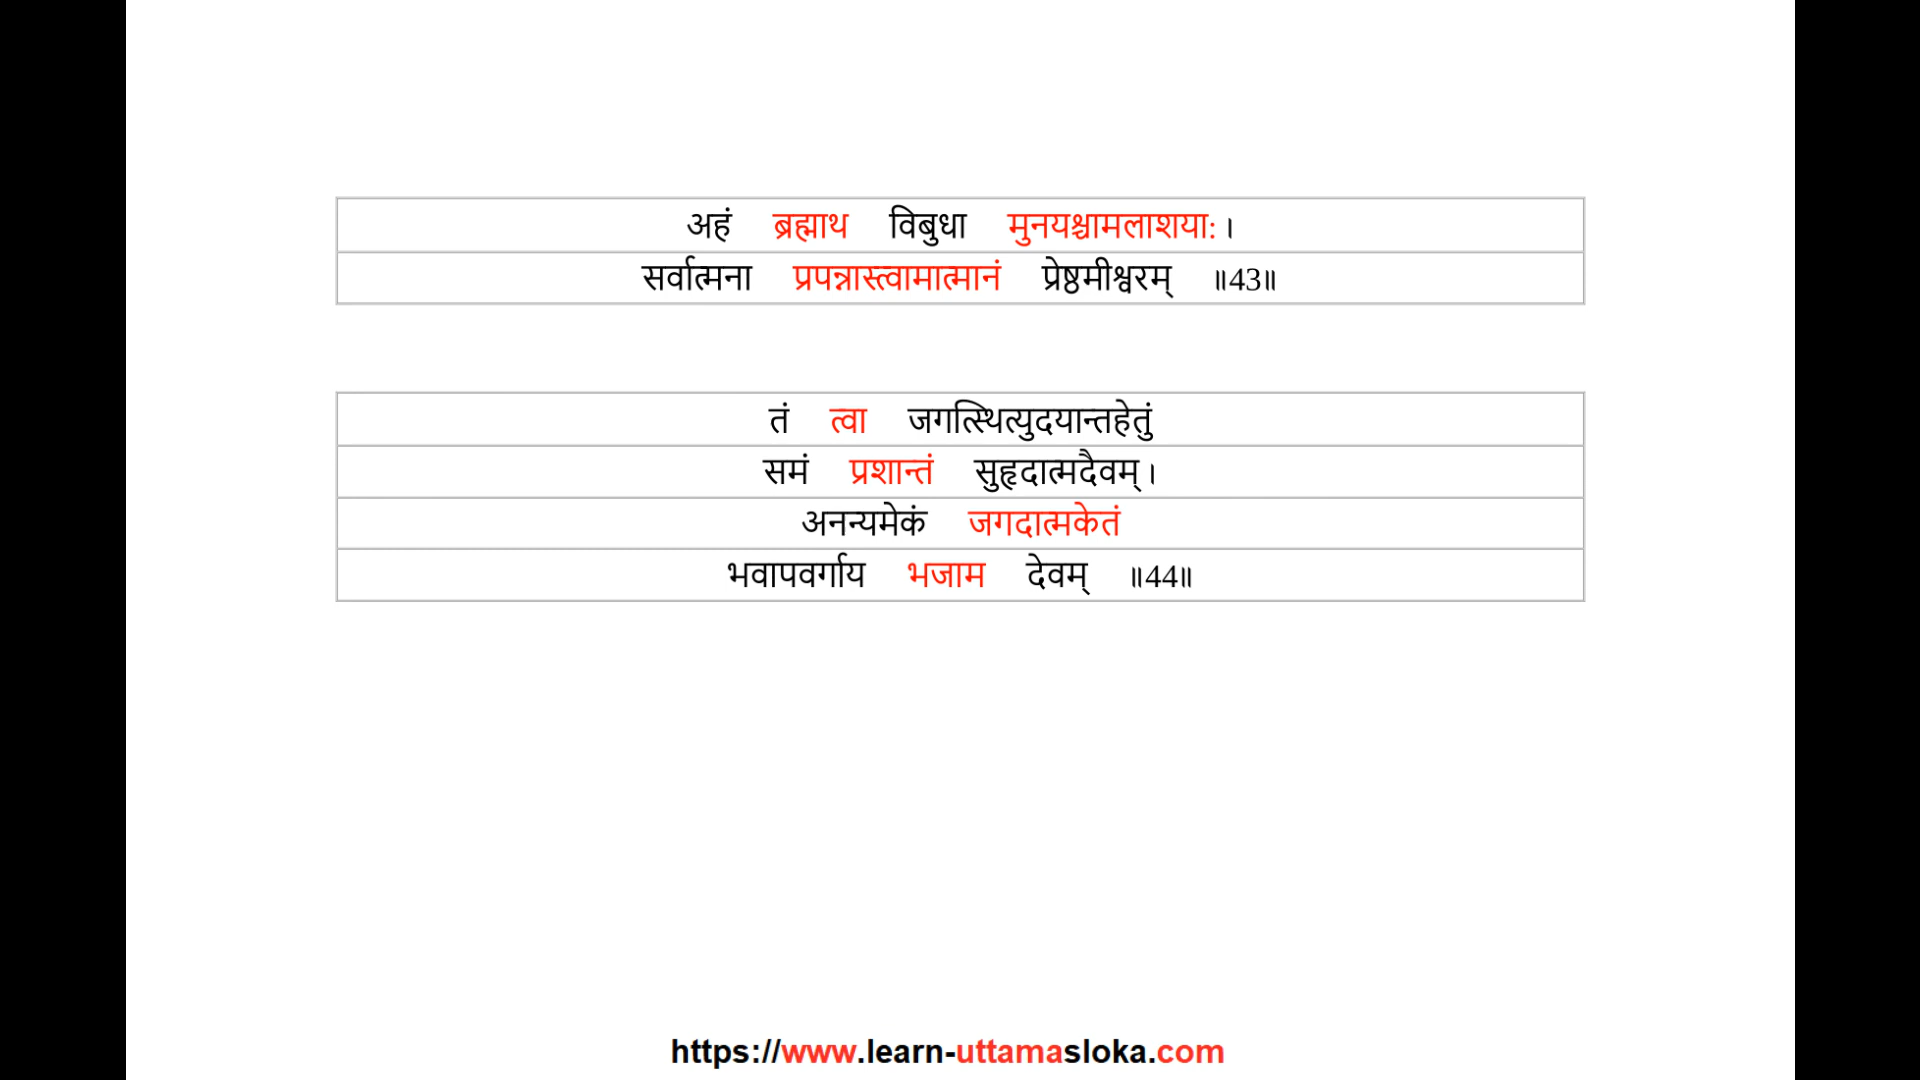 अहं ब्रह्माथ विबुधा मुनयश्चामलाशया:।
सर्वात्मना प्रपन्नास्त्वामात्मानं प्रेष्ठमीश्वरम् ॥43॥
तं त्वा जगत्स्थित्युदयान्तहेतुं
समं प्रशान्तं सुहृदात्मदैवम्।
अनन्यमेकं जगदात्मकेतं
भवापवर्गाय भजाम देवम् ॥44॥
https://www.learn-uttamasloka.com